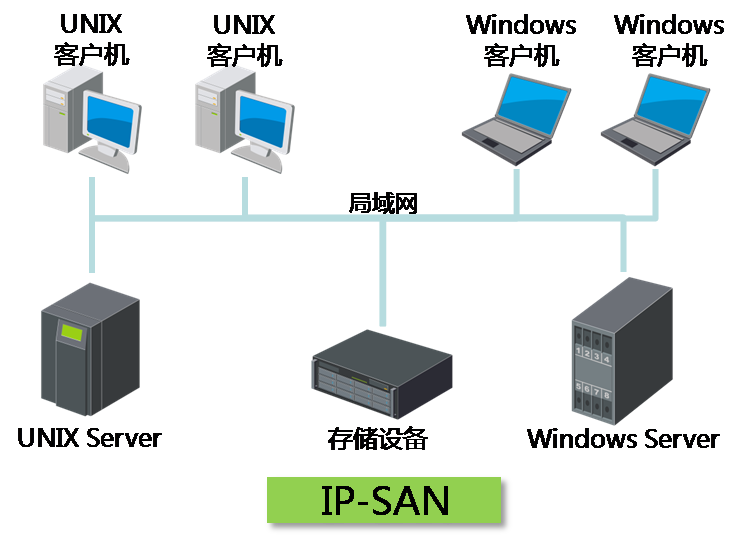 UNIX
客户机
UNIX
客户机
Windows
客户机
Windows
客户机
局域网
1 2 3 4
5 6 7 8
UNIX Server
存储设备
Windows Server
IP-SAN